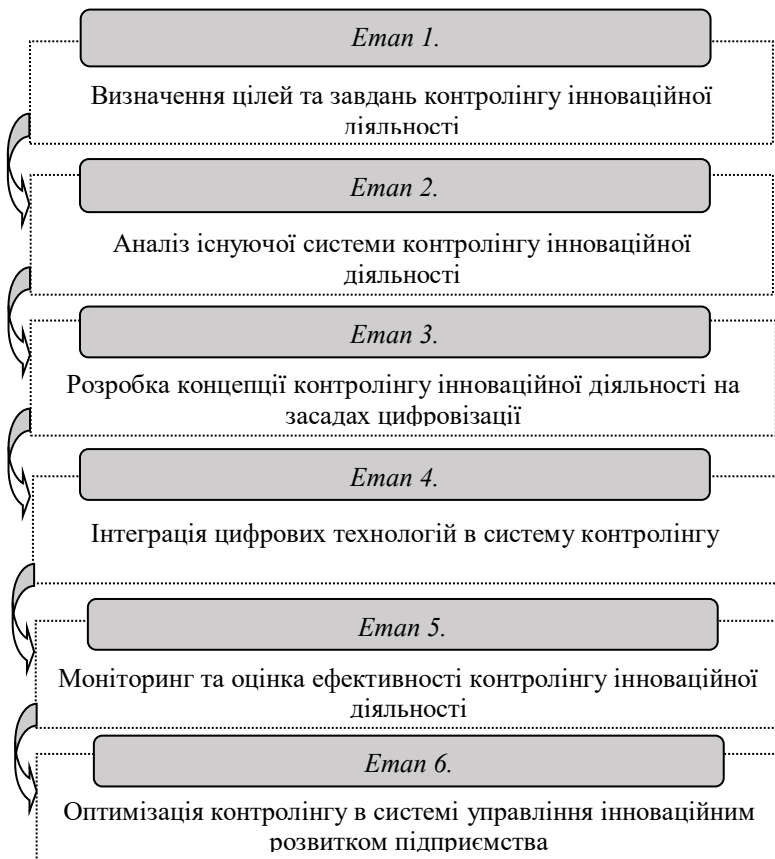 Етап 1.
Визначення цілей та завдань контролінгу інноваційної
діяльності
Етап 2.
Аналіз існуючої системи контролінгу інноваційної
діяльності
Етап 3.
Розробка концепції контролінгу інноваційної діяльності на
засадах цифровізації
Етап 4.
Інтеграція цифрових технологій в систему контролінгу
Етап 5.
Моніторинг та оцінка ефективності контролінгу інноваційної
діяльності
Етап 6.
Оптимізація контролінгу в системі управління інноваційним
розвитком підприємства